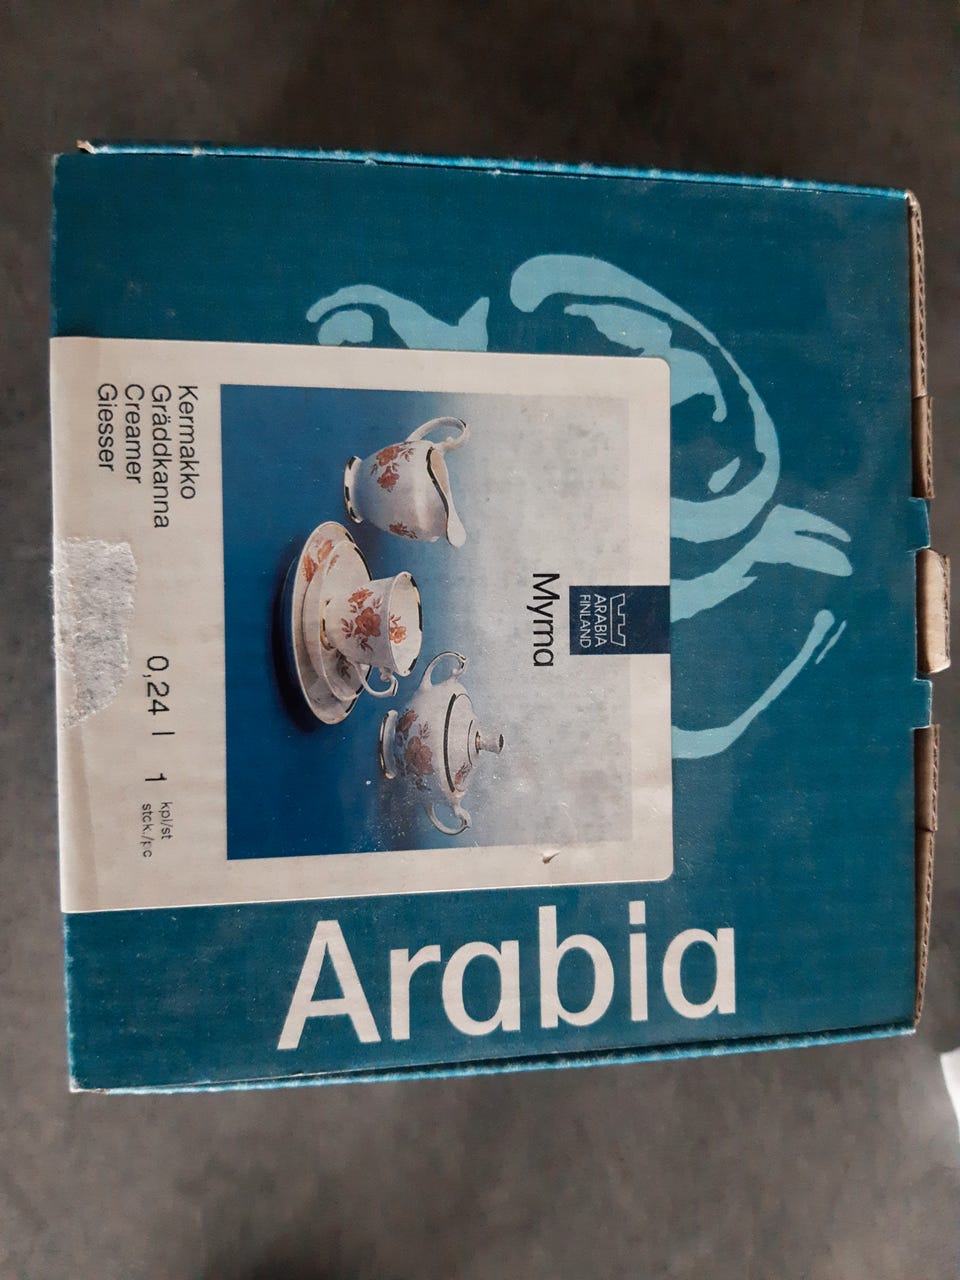 ARABIA
FINLAND
Myrna
Kermakko
Gräddkanna
Creamer
Giesser
0,24 l
1
kpl/st
stck./pc
Arabia